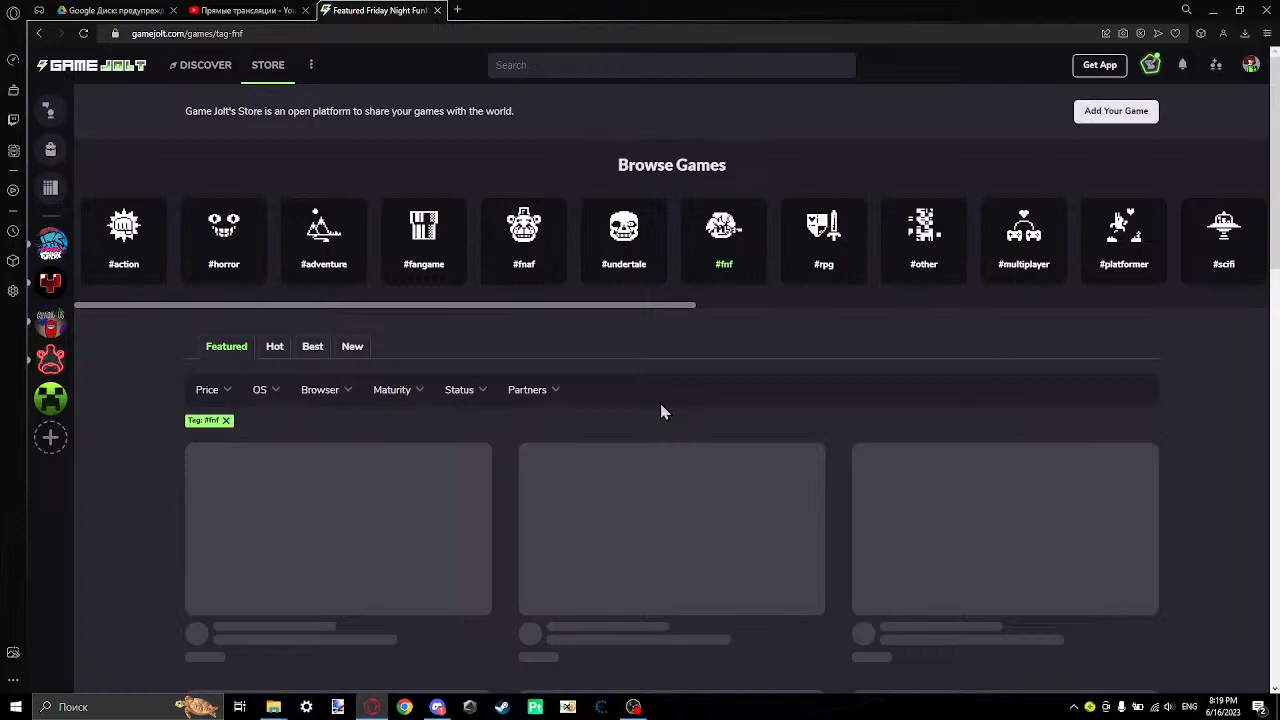 Google Диск: предупрежд
Прямые трансляции - You
Featured Friday Night Funk
gamejolt.com/games/tag-fnf
GAME JOLT
DISCOVER
STORE
Search
Get App
Game Jolt's Store is an open platform to share your games with the world.
Add Your Game
Browse Games
#action
#horror
#adventure
#fangame
#fnaf
#undertale
#fnf
#rpg
#other
#multiplayer
#platformer
#scifi
Featured
Hot
Best
New
Price
OS
Browser
Maturity
Status
Partners
Tag: #fnf
Поиск
Pt
ENG
8:19 PM
6/16/2023
2